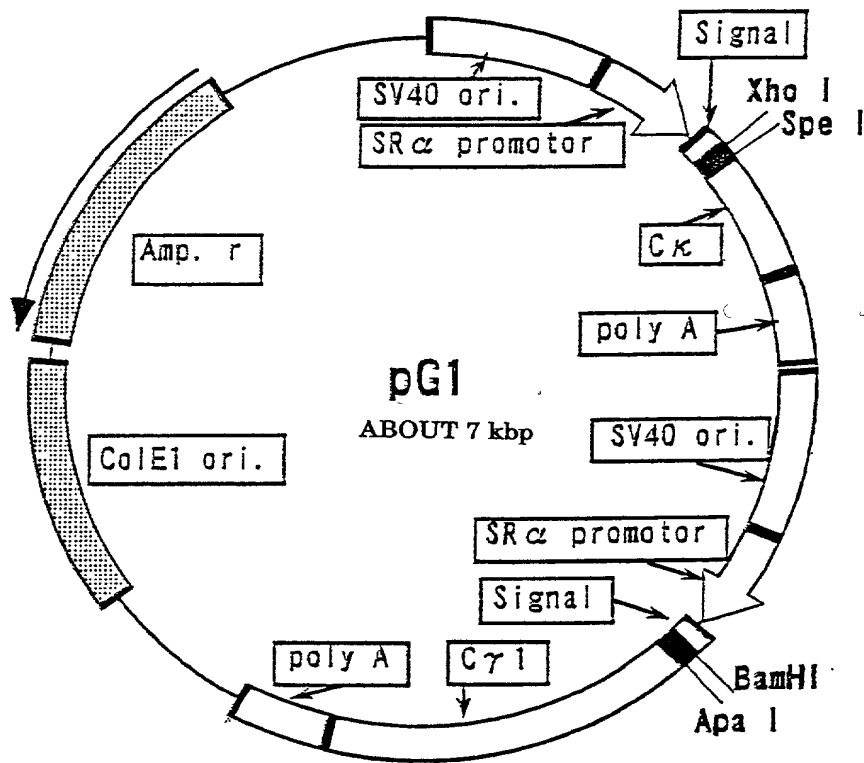 Signal
SV40 ori.
Xho I
Spe I
SRα promotor
Cκ
Amp. r
poly A
pG1
ABOUT 7 kbp
SV40 ori.
ColE1 ori.
SRα promotor
Signal
poly A
Cγ1
BamHI
Apa I